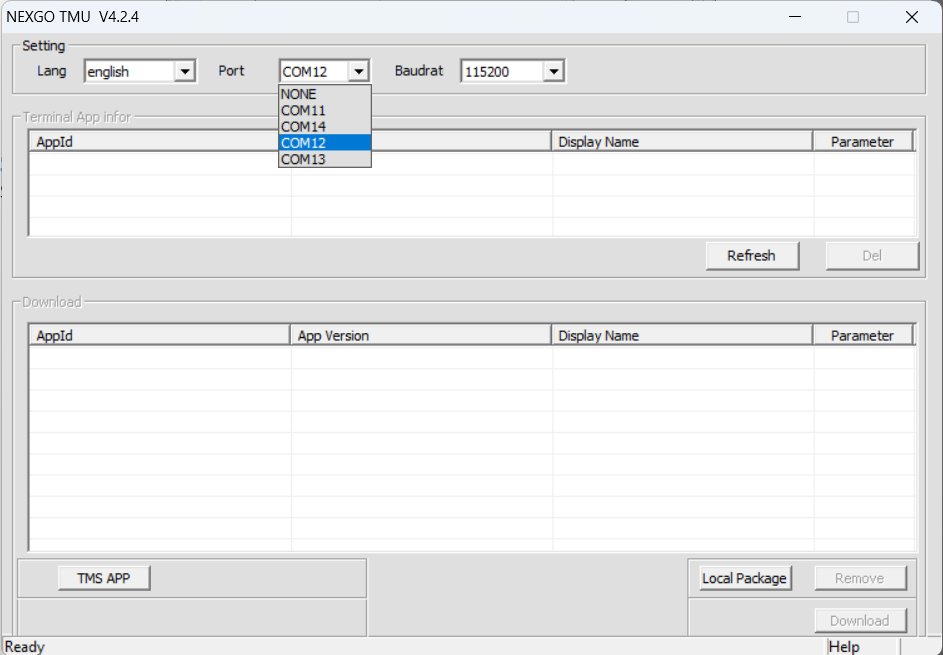 NEXGO TMU V4.2.4
Setting
Lang english Port COM12 Baudrat 115200
NONE
COM11
COM14
COM12
COM13
Terminal App infor
AppId Display Name Parameter
Refresh Del
Download
AppId App Version Display Name Parameter
TMS APP Local Package Remove
Download
Ready Help